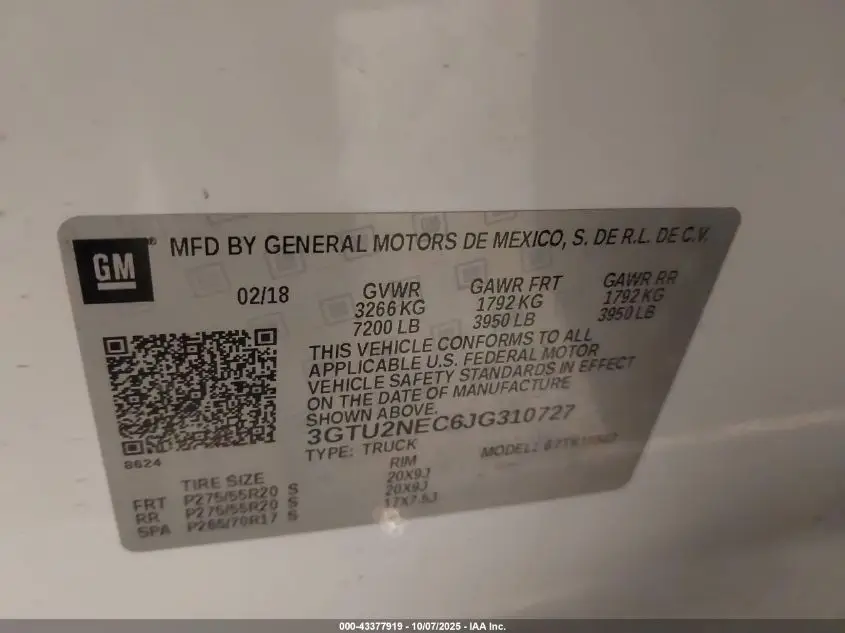 GM
MFD BY GENERAL MOTORS DE MEXICO, S. DE R.L. DE C.V.
02/18
GVWR
3266 KG
7200 LB
GAWR FRT
1792 KG
3950 LB
GAWR RR
1792 KG
3950 LB
THIS VEHICLE CONFORMS TO ALL
APPLICABLE U.S. FEDERAL MOTOR
VEHICLE SAFETY STANDARDS IN EFFECT
ON THE DATE OF MANUFACTURE
SHOWN ABOVE.
3GTU2NEC6JG310727
TYPE: TRUCK
MODEL:
8624
TIRE SIZE
RIM
FRT P275/55R20 S 20X9J
RR P275/55R20 S 20X9J
SPA P265/70R17 S 17X7.5J
000-43377919 - 10/07/2025 - IAA Inc.